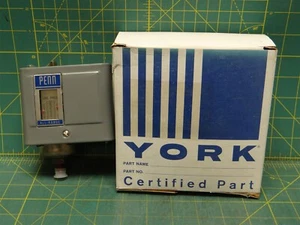 PENN
YORK
PART NAME
PART NO.
Certified Part